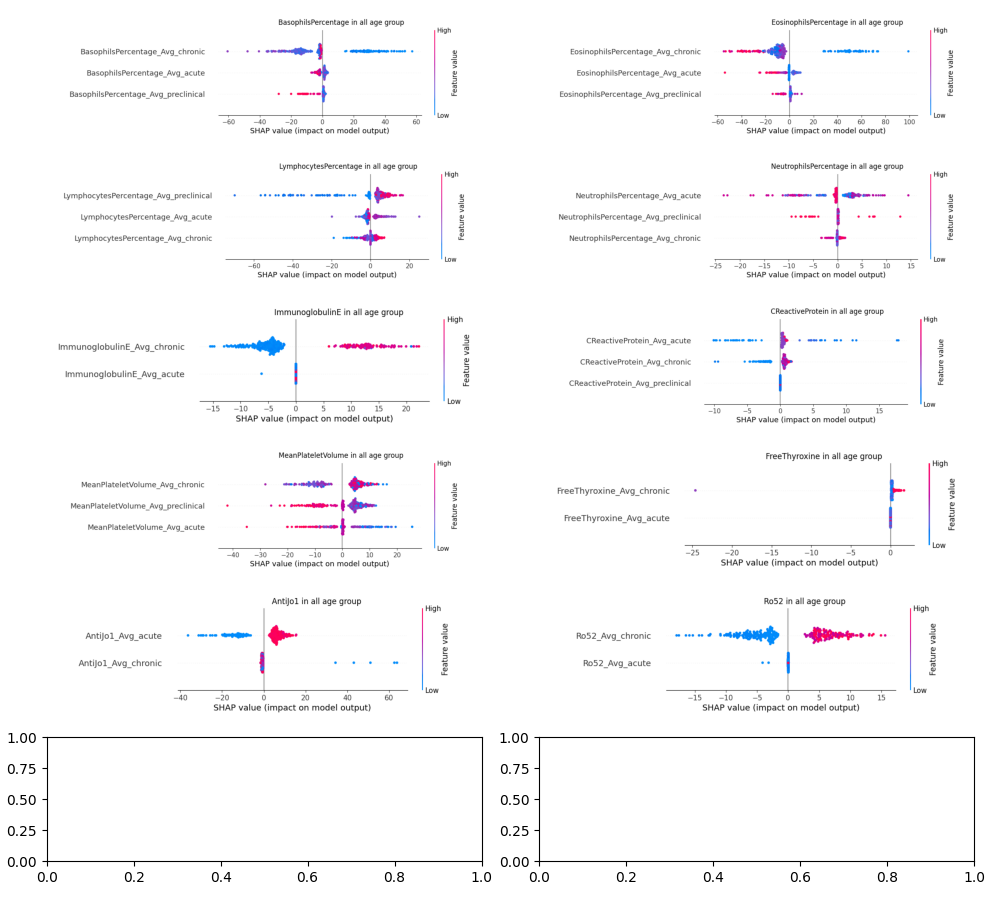 BasophilsPercentage in all age group
High
BasophilsPercentage_Avg_chronic
BasophilsPercentage_Avg_acute
BasophilsPercentage_Avg_preclinical
Feature value
Low
−60 −40 −20 0 20 40 60
SHAP value (impact on model output)
EosinophilsPercentage in all age group
High
EosinophilsPercentage_Avg_chronic
EosinophilsPercentage_Avg_acute
EosinophilsPercentage_Avg_preclinical
Feature value
Low
−60 −40 −20 0 20 40 60 80 100
SHAP value (impact on model output)
LymphocytesPercentage in all age group
High
LymphocytesPercentage_Avg_preclinical
LymphocytesPercentage_Avg_acute
LymphocytesPercentage_Avg_chronic
Feature value
Low
−60 −40 −20 0 20
SHAP value (impact on model output)
NeutrophilsPercentage in all age group
High
NeutrophilsPercentage_Avg_acute
NeutrophilsPercentage_Avg_preclinical
NeutrophilsPercentage_Avg_chronic
Feature value
Low
−25 −20 −15 −10 −5 0 5 10 15
SHAP value (impact on model output)
ImmunoglobulinE in all age group
High
ImmunoglobulinE_Avg_chronic
ImmunoglobulinE_Avg_acute
Feature value
Low
−15 −10 −5 0 5 10 15 20
SHAP value (impact on model output)
CReactiveProtein in all age group
High
CReactiveProtein_Avg_acute
CReactiveProtein_Avg_chronic
CReactiveProtein_Avg_preclinical
Feature value
Low
−10 −5 0 5 10 15
SHAP value (impact on model output)
MeanPlateletVolume in all age group
High
MeanPlateletVolume_Avg_chronic
MeanPlateletVolume_Avg_preclinical
MeanPlateletVolume_Avg_acute
Feature value
Low
−40 −30 −20 −10 0 10 20
SHAP value (impact on model output)
FreeThyroxine in all age group
High
FreeThyroxine_Avg_chronic
FreeThyroxine_Avg_acute
Feature value
Low
−25 −20 −15 −10 −5 0
SHAP value (impact on model output)
AntiJo1 in all age group
High
AntiJo1_Avg_acute
AntiJo1_Avg_chronic
Feature value
Low
−40 −20 0 20 40 60
SHAP value (impact on model output)
Ro52 in all age group
High
Ro52_Avg_chronic
Ro52_Avg_acute
Feature value
Low
−15 −10 −5 0 5 10 15
SHAP value (impact on model output)
1.00
0.75
0.50
0.25
0.00
0.0 0.2 0.4 0.6 0.8 1.0
1.00
0.75
0.50
0.25
0.00
0.0 0.2 0.4 0.6 0.8 1.0